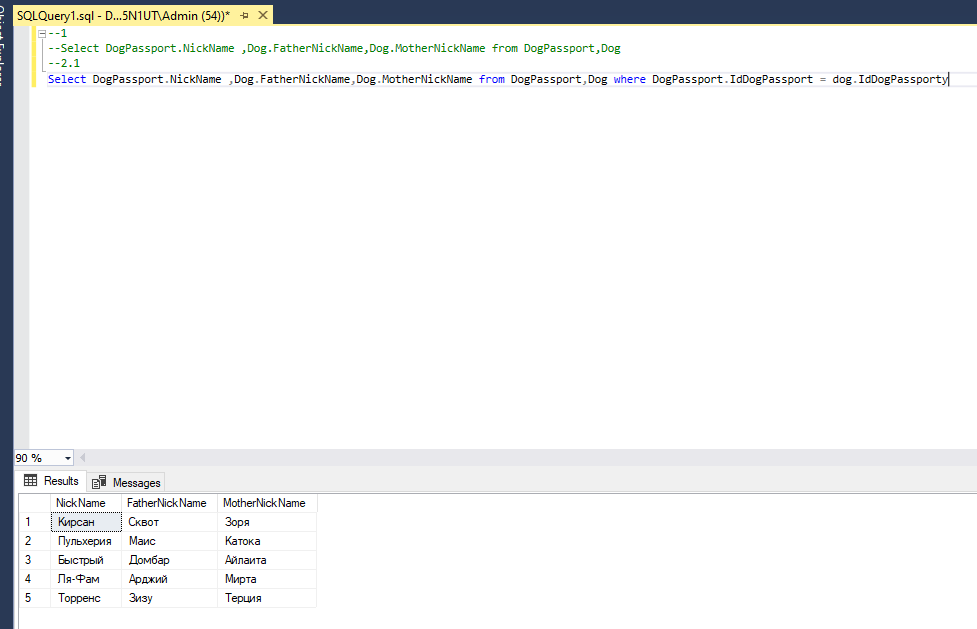 SQLQuery1.sql - D...5N1UT\Admin (54))*
--1
--Select DogPassport.NickName ,Dog.FatherNickName,Dog.MotherNickName from DogPassport,Dog
--2.1
Select DogPassport.NickName ,Dog.FatherNickName,Dog.MotherNickName from DogPassport,Dog where DogPassport.IdDogPassport = dog.IdDogPassporty
90 %
Results Messages
NickName FatherNickName MotherNickName
1 Кирсан Сквот Зоря
2 Пульхерия Маис Катока
3 Быстрый Домбар Айлаита
4 Ля-Фам Арджий Мирта
5 Торренс Зизу Терция